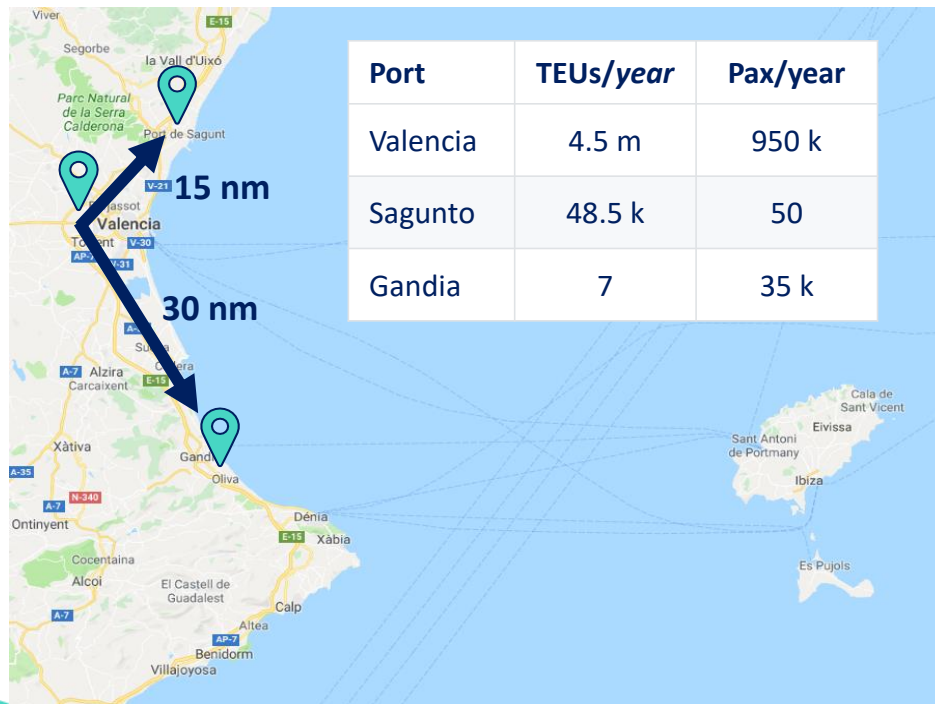 Viver
E-15
Segorbe
la Vall d'Uixó
Parc Natural
de la Serra
Calderona
Port de Sagunt
Port TEUs/year Pax/year
Valencia 4.5 m 950 k
Sagunto 48.5 k 50
Gandia 7 35 k
V-21
15 nm
Valencia
V-30
AP-7
V-31
30 nm
A-7
Alzira
Carcaixent
E-15
Xàtiva
A-35
Oliva
N-340
A-7
Ontinyent
Dénia
E-15
Xàbia
Cocentaina
Alcoi
El Castell de
Guadalest
A-7
Calp
Altea
AP-7
Benidorm
Villajoyosa
Cala de
Sant Vicent
Eivissa
Sant Antoni
de Portmany
Ibiza
Es Pujols